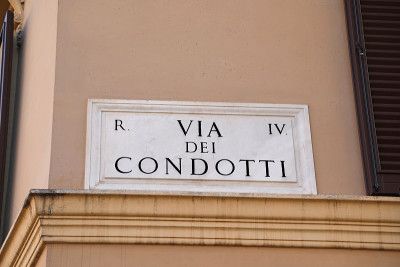 R. VIA IV.
DEI
CONDOTTI